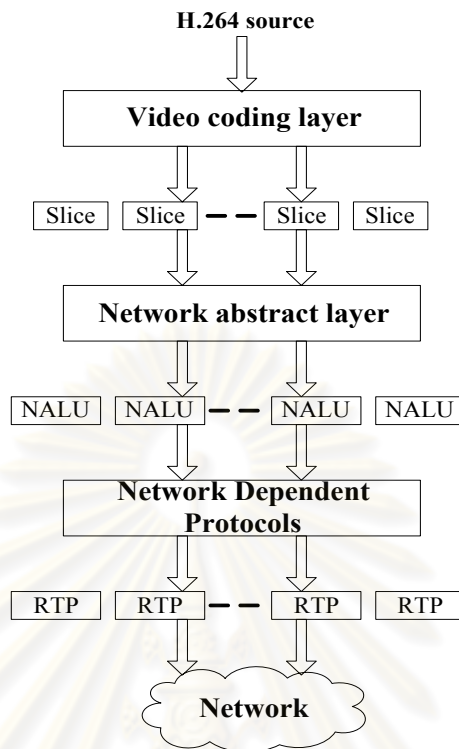 H.264 source
Video coding layer
Slice Slice Slice Slice
Network abstract layer
NALU NALU NALU NALU
Network Dependent
Protocols
RTP RTP RTP RTP
Network